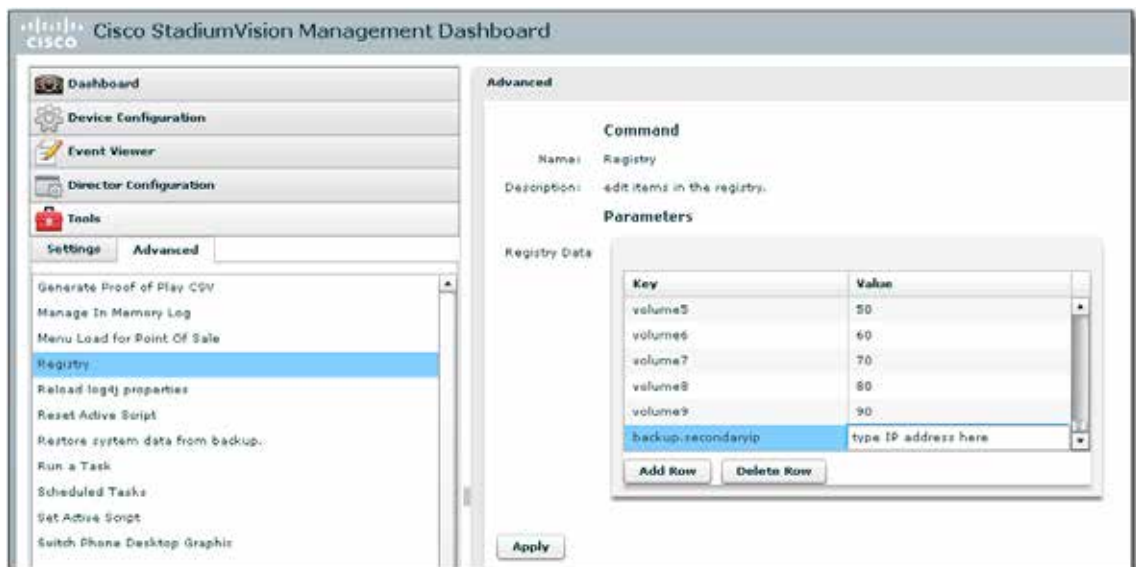 CISCO
Cisco StadiumVision Management Dashboard
Dashboard
Device Configuration
Event Viewer
Director Configuration
Tools
Settings
Advanced
Generate Proof of Play CSV
Manage In Memory Log
Menu Load for Point Of Sale
Registry
Reload log4j properties
Reset Active Script
Restore system data from backup.
Run a Task
Scheduled Tasks
Set Active Script
Switch Phone Desktop Graphic
Advanced
Command
Name: Registry
Description: edit items in the registry.
Parameters
Registry Data
Key Value
volume5 50
volume6 60
volume7 70
volume8 80
volume9 90
backup.secondaryip type IP address here
Add Row Delete Row
Apply